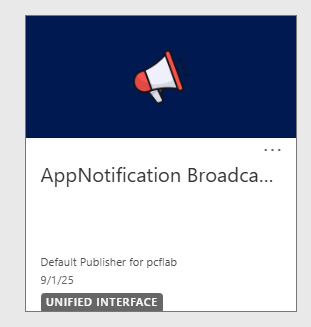 ...
AppNotification Broadca...
Default Publisher for pcflab
9/1/25
UNIFIED INTERFACE